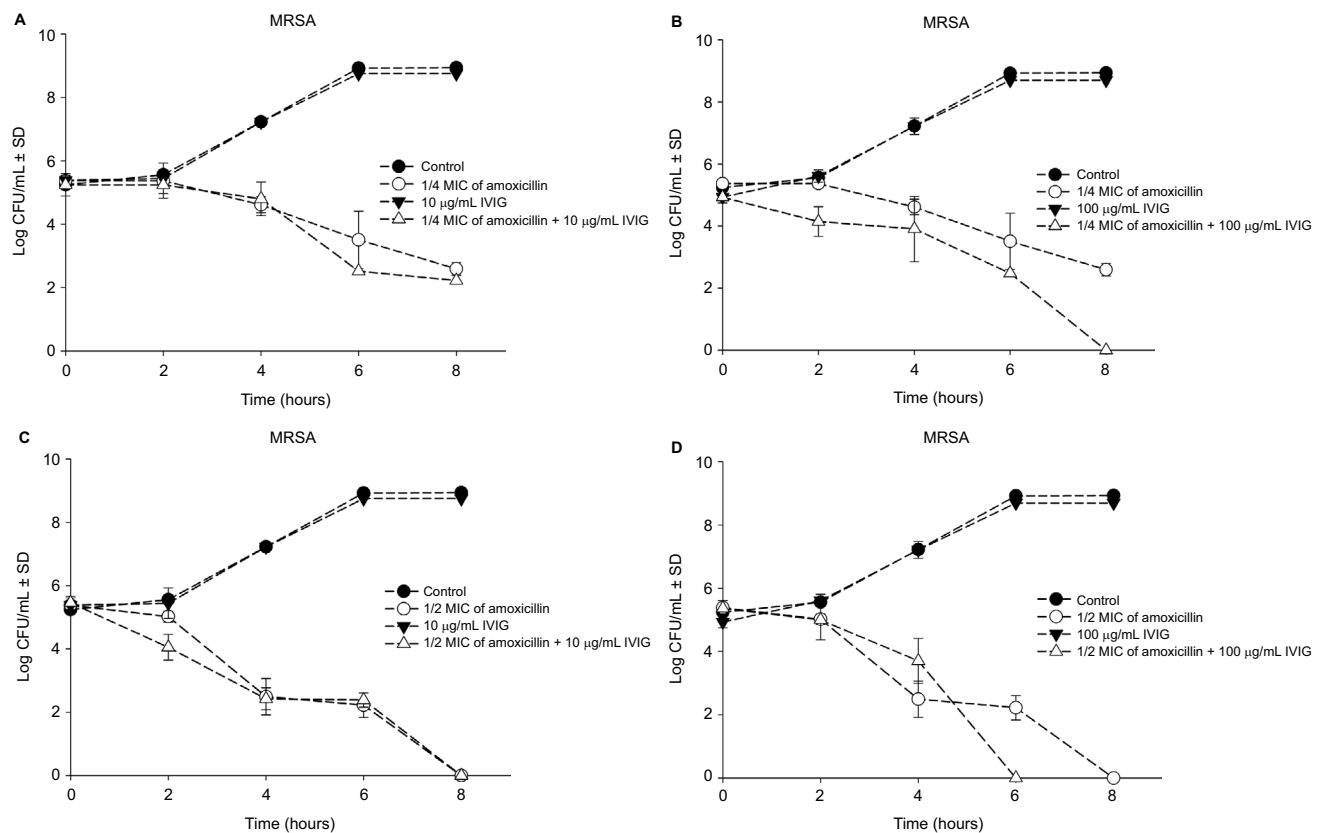 A
MRSA
10
8
6
4
2
0
Log CFU/mL ± SD
Control
1/4 MIC of amoxicillin
10 μg/mL IVIG
1/4 MIC of amoxicillin + 10 μg/mL IVIG
0 2 4 6 8
Time (hours)
B
MRSA
10
8
6
4
2
0
Log CFU/mL ± SD
Control
1/4 MIC of amoxicillin
100 μg/mL IVIG
1/4 MIC of amoxicillin + 100 μg/mL IVIG
0 2 4 6 8
Time (hours)
C
MRSA
10
8
6
4
2
0
Log CFU/mL ± SD
Control
1/2 MIC of amoxicillin
10 μg/mL IVIG
1/2 MIC of amoxicillin + 10 μg/mL IVIG
0 2 4 6 8
Time (hours)
D
MRSA
10
8
6
4
2
0
Log CFU/mL ± SD
Control
1/2 MIC of amoxicillin
100 μg/mL IVIG
1/2 MIC of amoxicillin + 100 μg/mL IVIG
0 2 4 6 8
Time (hours)